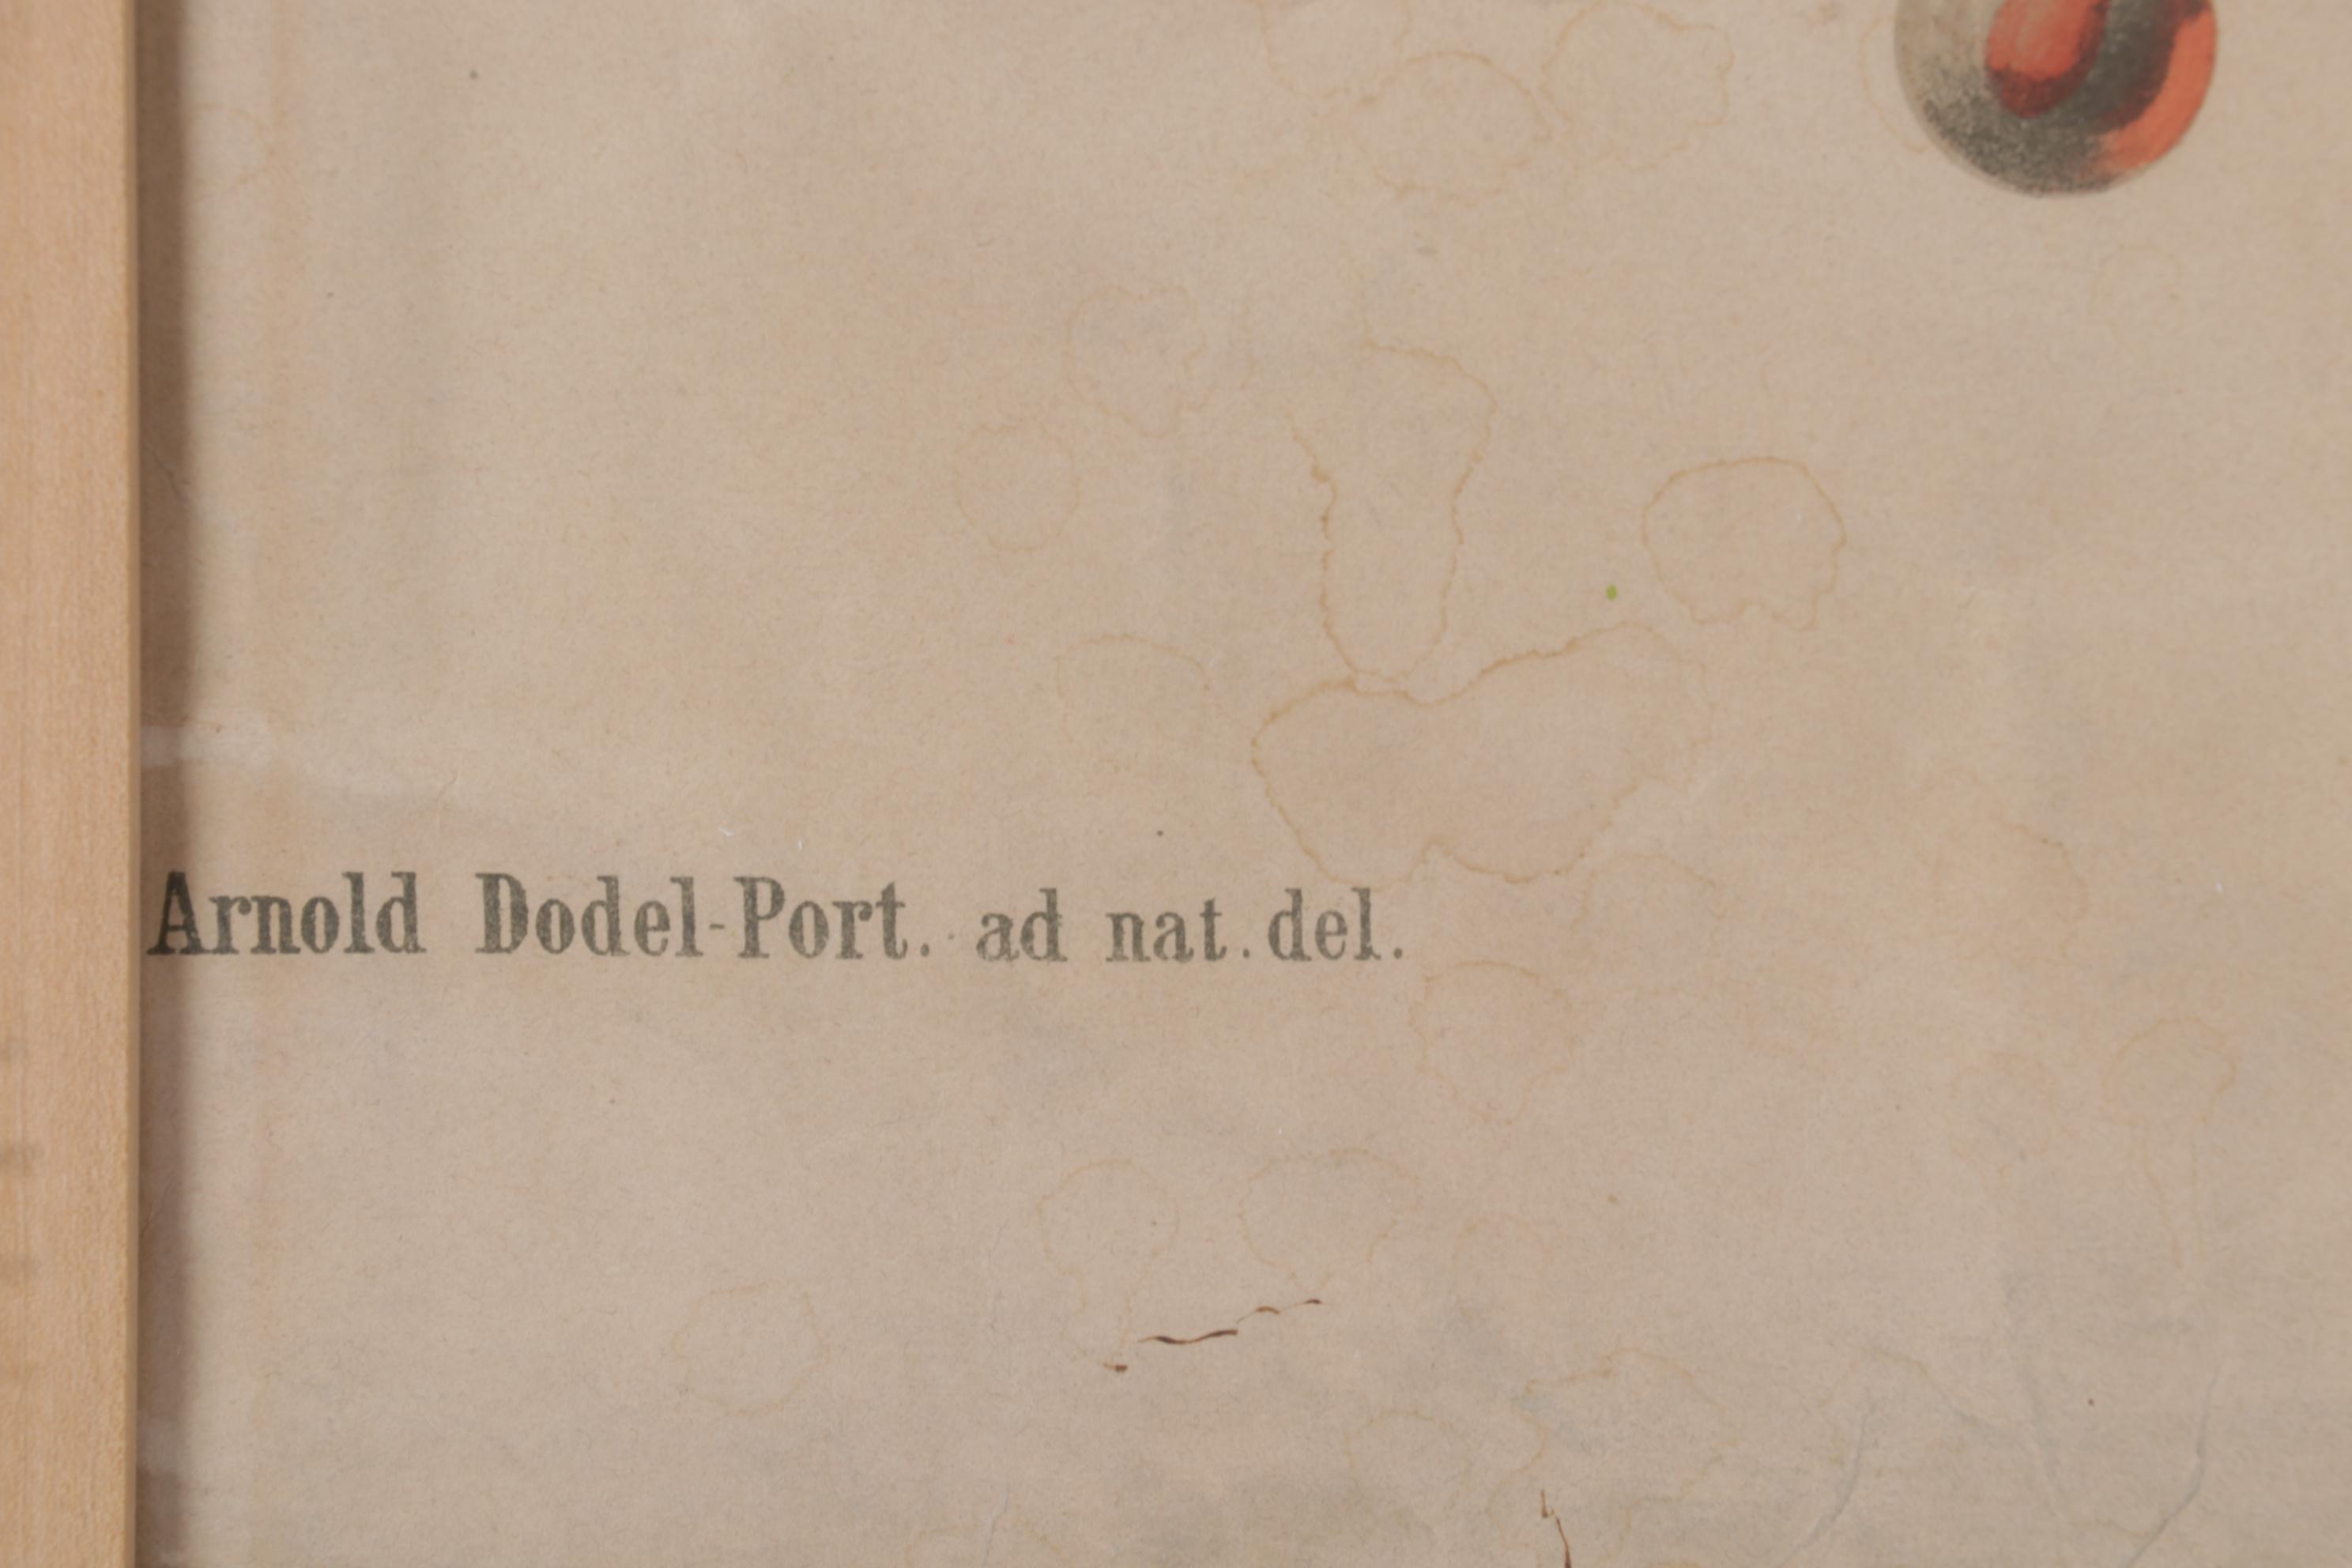 Arnold Dodel-Port. ad nat. del.